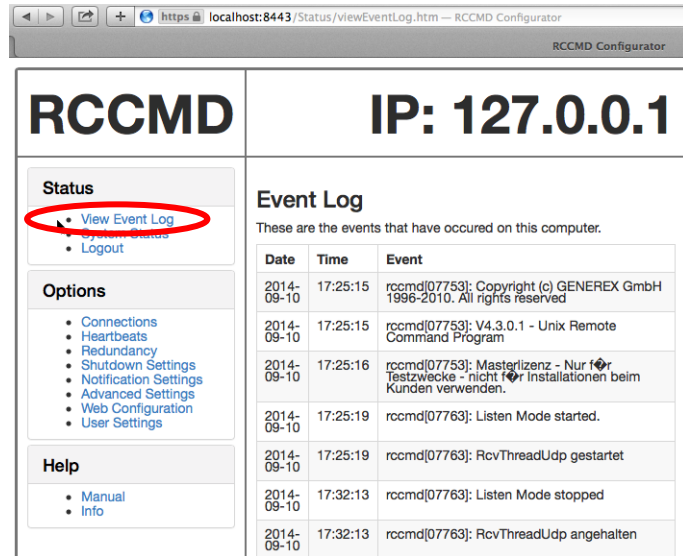 https localhost:8443/Status/viewEventLog.htm — RCCMD Configurator
RCCMD Configurator
RCCMD
IP: 127.0.0.1
Status
View Event Log
System Status
Logout
Options
Connections
Heartbeats
Redundancy
Shutdown Settings
Notification Settings
Advanced Settings
Web Configuration
User Settings
Help
Manual
Info
Event Log
These are the events that have occured on this computer.
Date Time Event
2014-09-10 17:25:15 rccmd[07753]: Copyright (c) GENEREX GmbH
1996-2010. All rights reserved
2014-09-10 17:25:15 rccmd[07753]: V4.3.0.1 - Unix Remote
Command Program
2014-09-10 17:25:16 rccmd[07753]: Masterlizenz - Nur f�r
Testzwecke - nicht f�r Installationen beim
Kunden verwenden.
2014-09-10 17:25:19 rccmd[07763]: Listen Mode started.
2014-09-10 17:25:19 rccmd[07763]: RcvThreadUdp gestartet
2014-09-10 17:32:13 rccmd[07763]: Listen Mode stopped
2014-09-10 17:32:13 rccmd[07763]: RcvThreadUdp angehalten